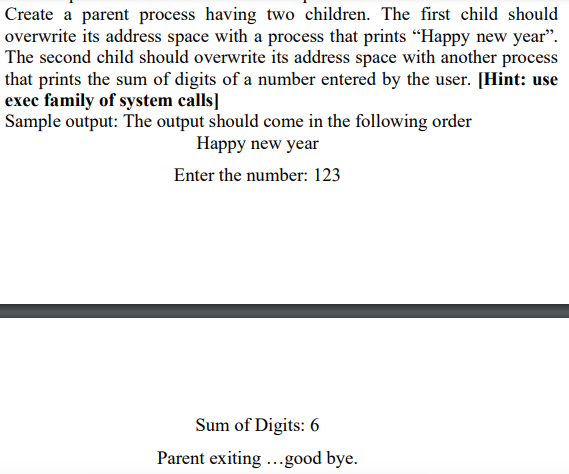 Create a parent process having two children. The first child should
overwrite its address space with a process that prints “Happy new year”.
The second child should overwrite its address space with another process
that prints the sum of digits of a number entered by the user. [Hint: use
exec family of system calls]
Sample output: The output should come in the following order
Happy new year
Enter the number: 123
Sum of Digits: 6
Parent exiting …good bye.